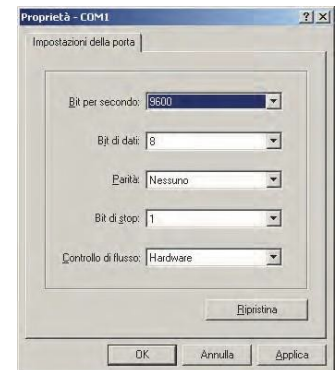 Proprietà - COM1
Impostazioni della porta
Bit per secondo: 9600
Bit di dati: 8
Parità: Nessuno
Bit di stop: 1
Controllo di flusso: Hardware
Ripristina
OK Annulla Applica